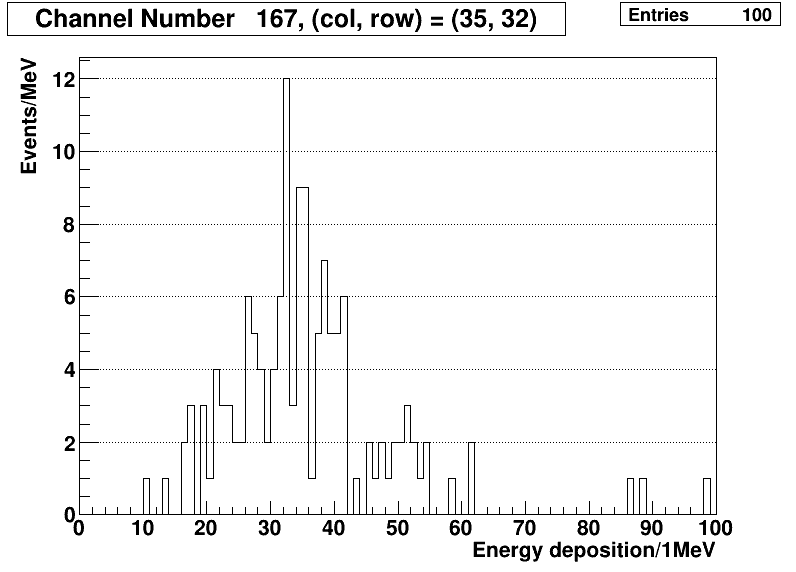 Channel Number 167, (col, row) = (35, 32)
Entries 100
Events/MeV
12
10
8
6
4
2
0
0 10 20 30 40 50 60 70 80 90 100
Energy deposition/1MeV